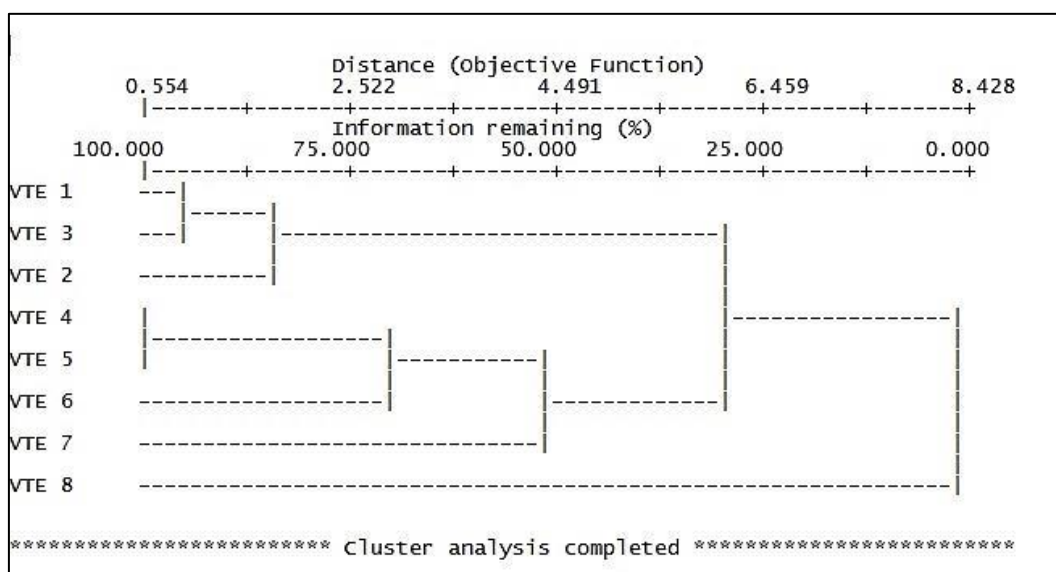 Distance (Objective Function)
0.554 2.522 4.491 6.459 8.428
Information remaining (%)
100.000 75.000 50.000 25.000 0.000
VTE 1
VTE 3
VTE 2
VTE 4
VTE 5
VTE 6
VTE 7
VTE 8
************************* Cluster analysis completed *************************